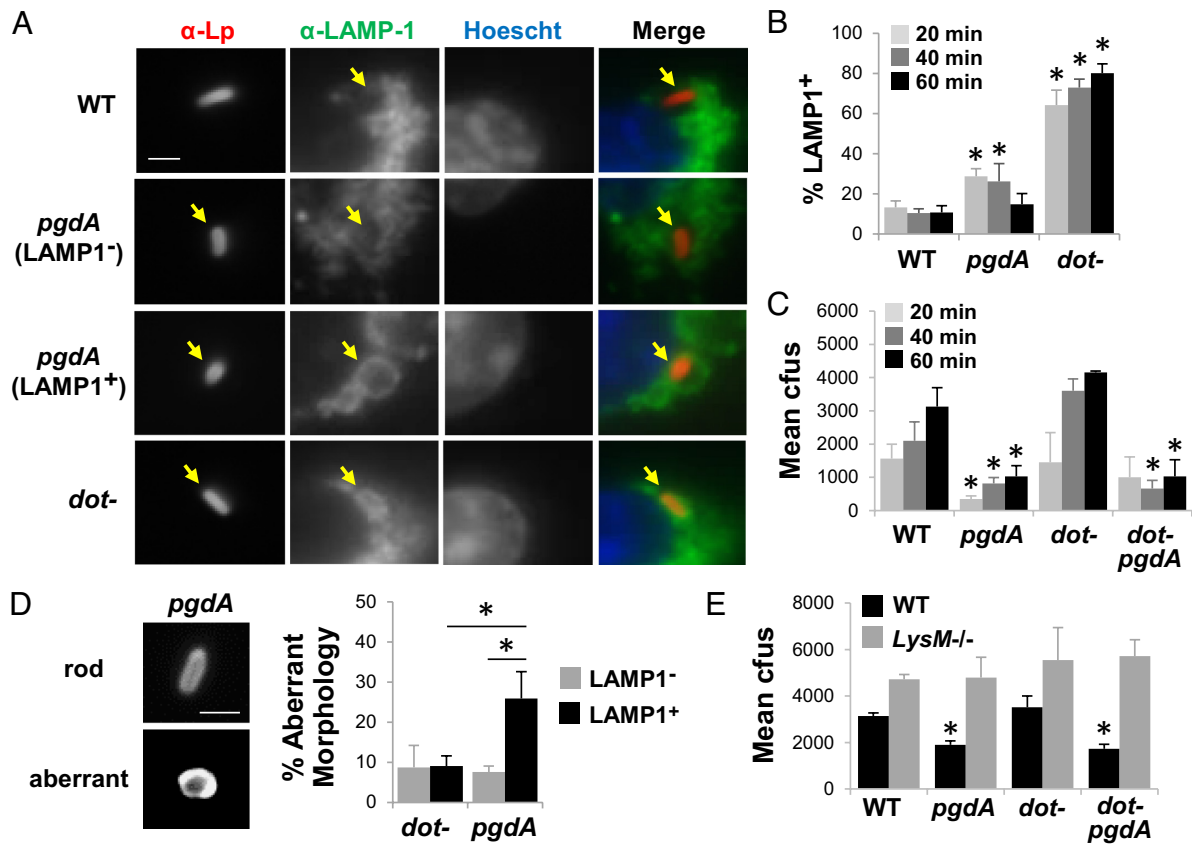 A
α-Lp
α-LAMP-1
Hoescht
Merge
WT
pgdA
(LAMP1⁻)
pgdA
(LAMP1⁺)
dot-
B
20 min
40 min
60 min
% LAMP1⁺
100
80
60
40
20
0
* * * * *
WT
pgdA
dot-
C
20 min
40 min
60 min
Mean cfus
6000
5000
4000
3000
2000
1000
0
* * * * *
WT
pgdA
dot-
dot-
pgdA
D
pgdA
rod
aberrant
% Aberrant
Morphology
50
40
30
20
10
0
*
*
LAMP1⁻
LAMP1⁺
dot-
pgdA
E
WT
LysM-/-
Mean cfus
8000
6000
4000
2000
0
* *
WT
pgdA
dot-
dot-
pgdA